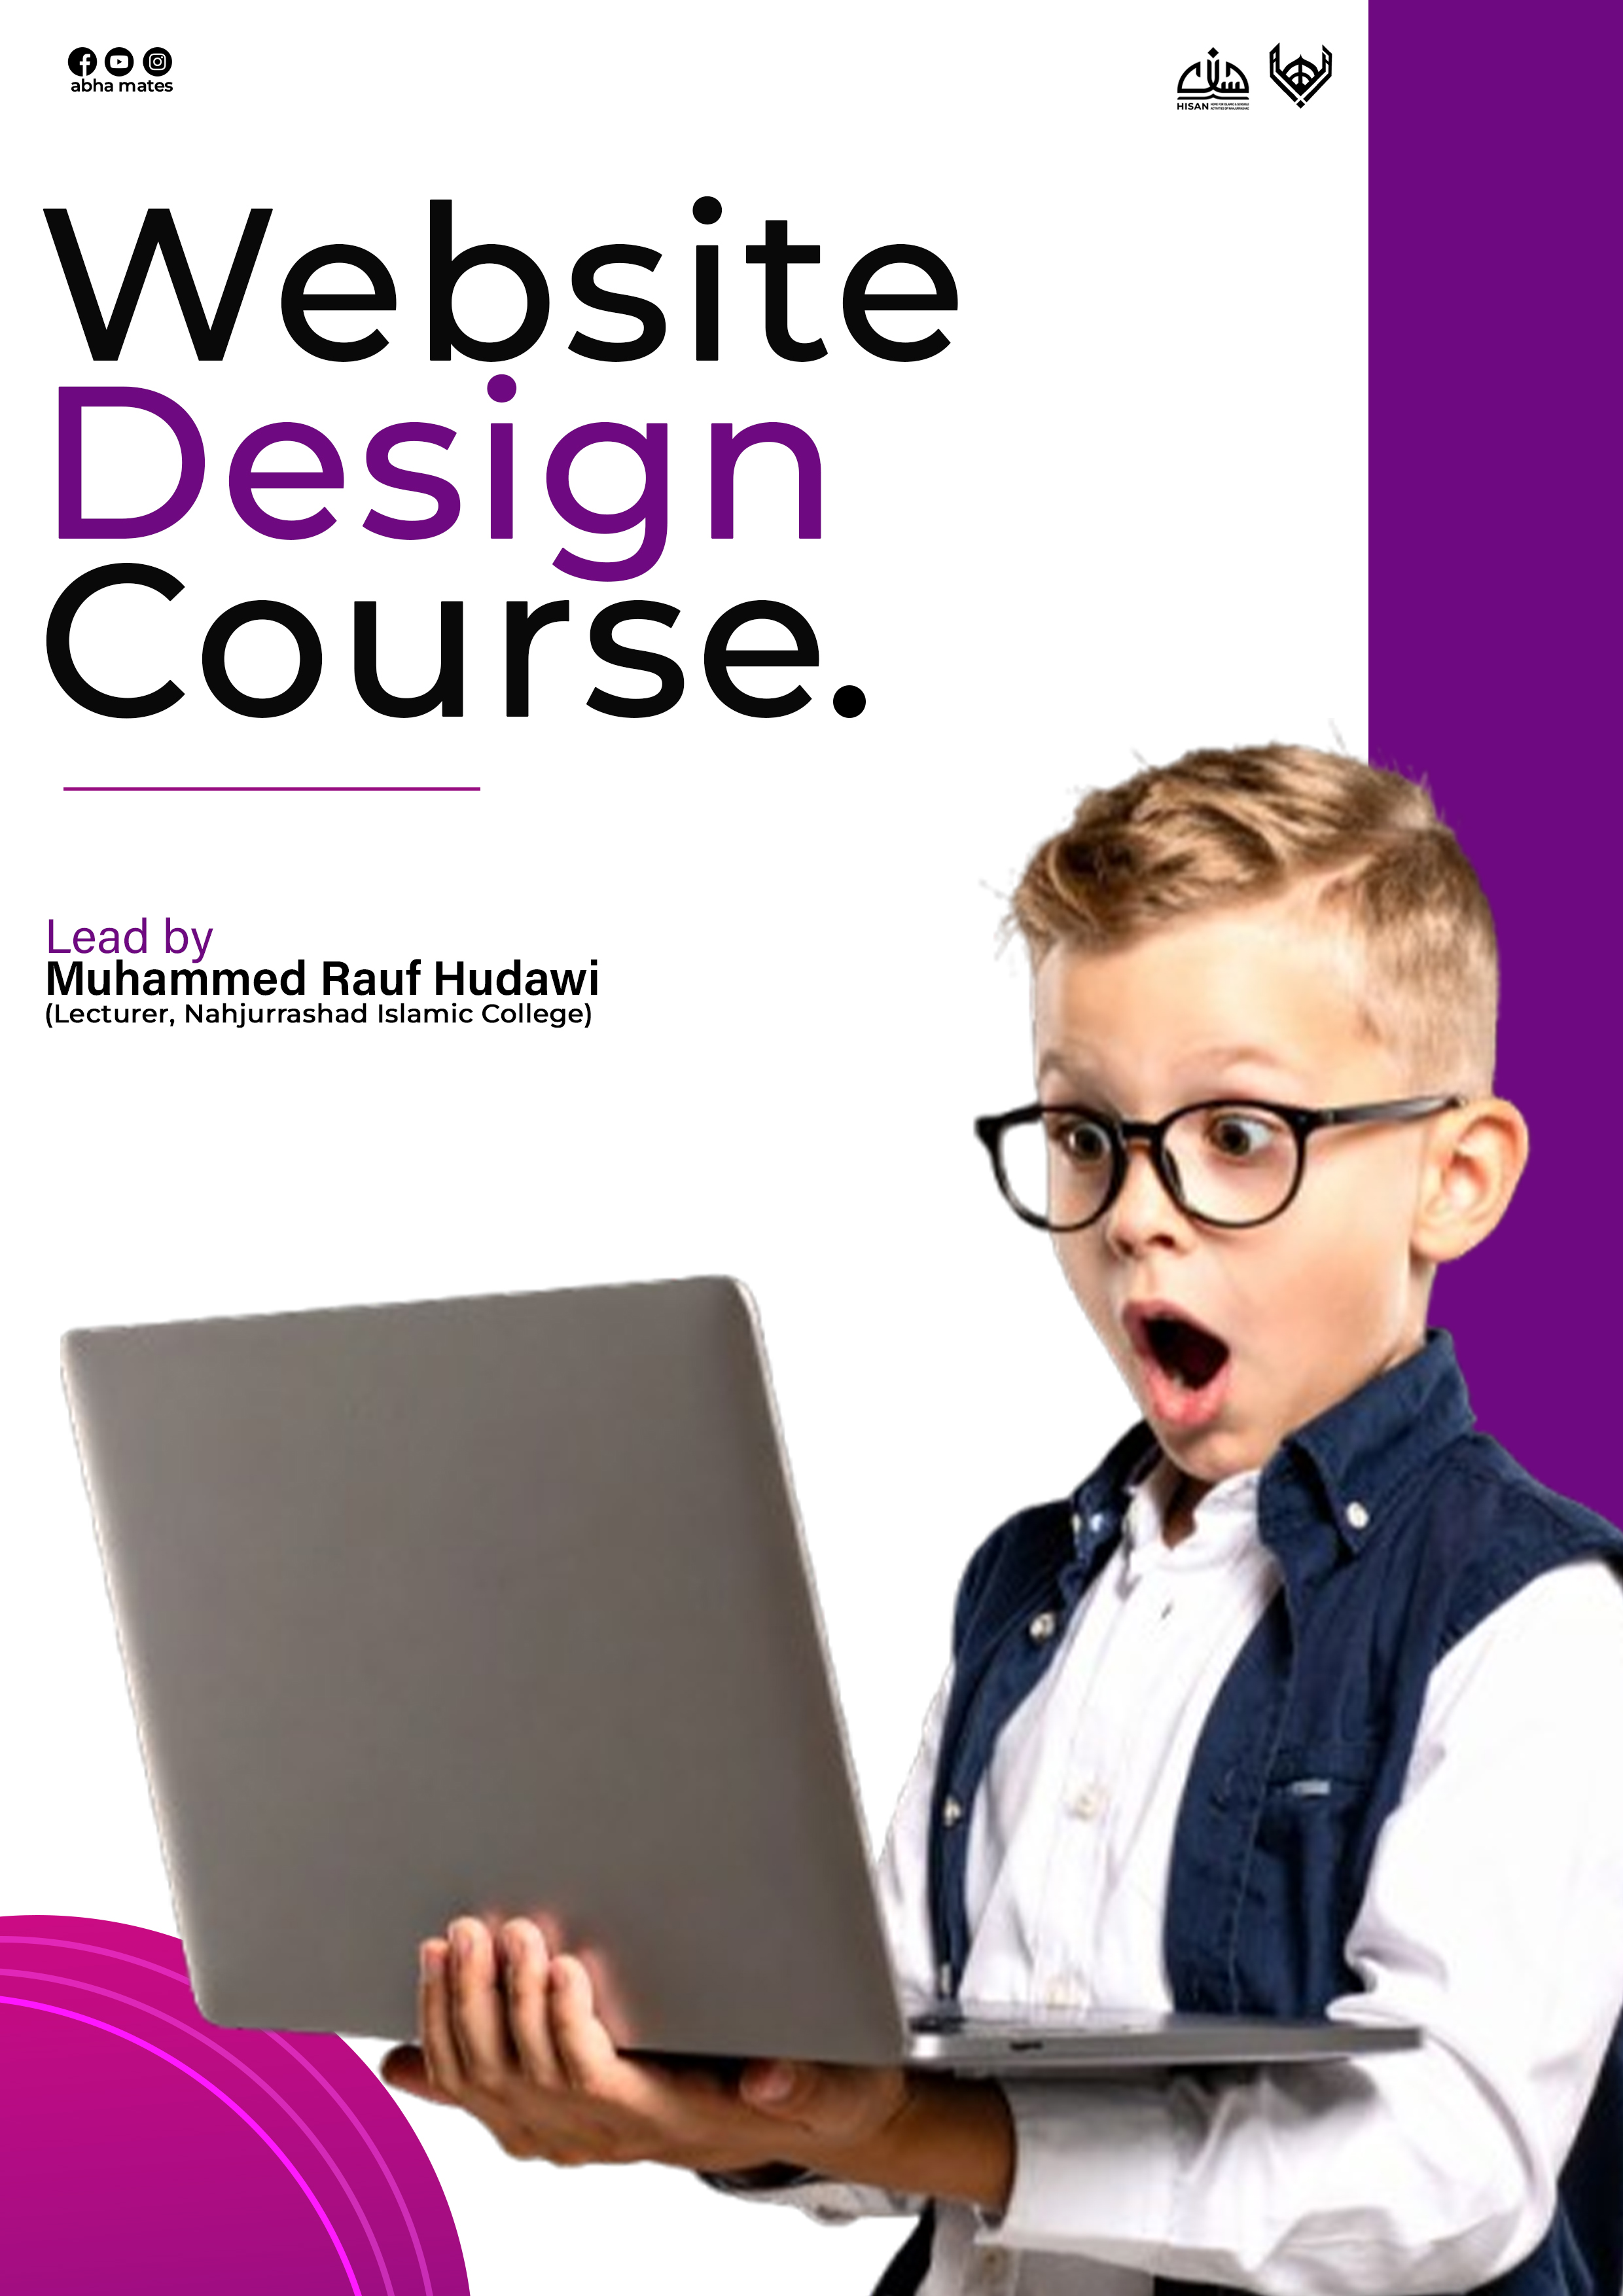 abha mates
HISAN
Website
Design
Course.
Lead by
Muhammed Rauf Hudawi
(Lecturer, Nahjurrashad Islamic College)